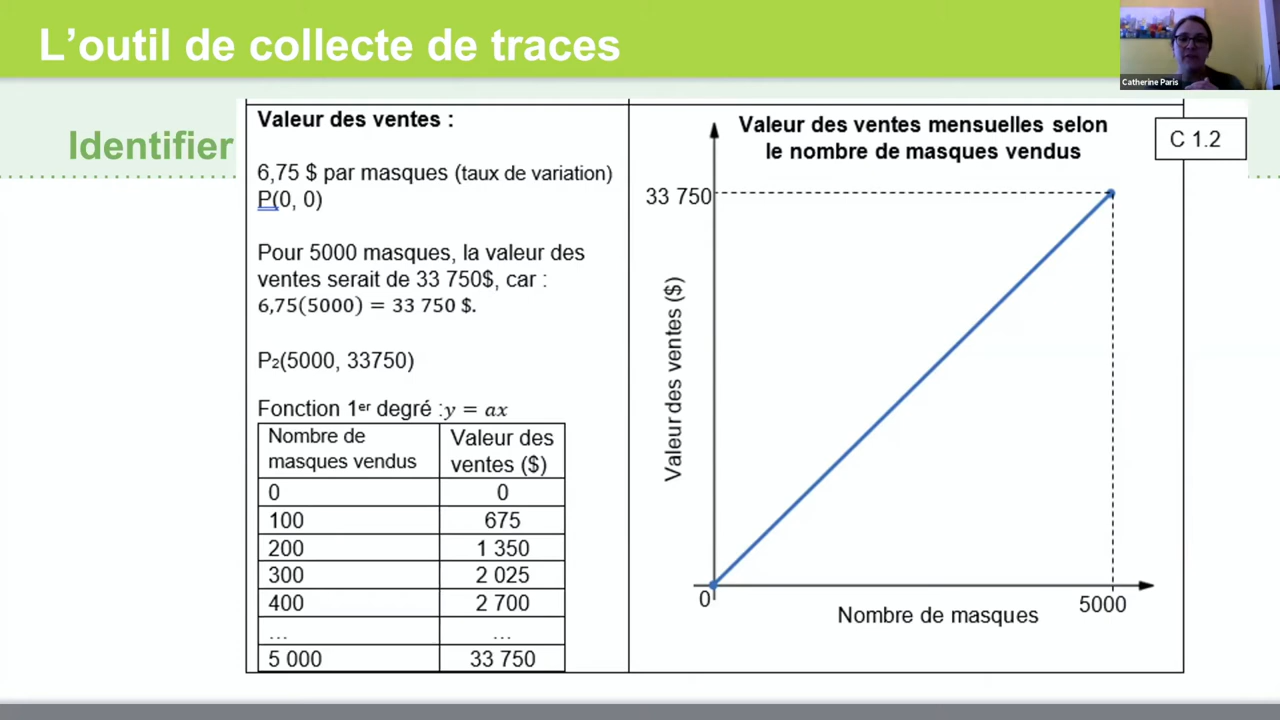 L’outil de collecte de traces
Catherine Paris
Identifier
Valeur des ventes :
6,75 $ par masques (taux de variation)
P(0, 0)
Pour 5000 masques, la valeur des
ventes serait de 33 750$, car :
6,75(5000) = 33 750 $.
P₂(5000, 33750)
Fonction 1er degré :y = ax
Nombre de masques vendus | Valeur des ventes ($)
0 | 0
100 | 675
200 | 1 350
300 | 2 025
400 | 2 700
... | ...
5 000 | 33 750
Valeur des ventes mensuelles selon
le nombre de masques vendus
C 1.2
33 750
Valeur des ventes ($)
0
5000
Nombre de masques